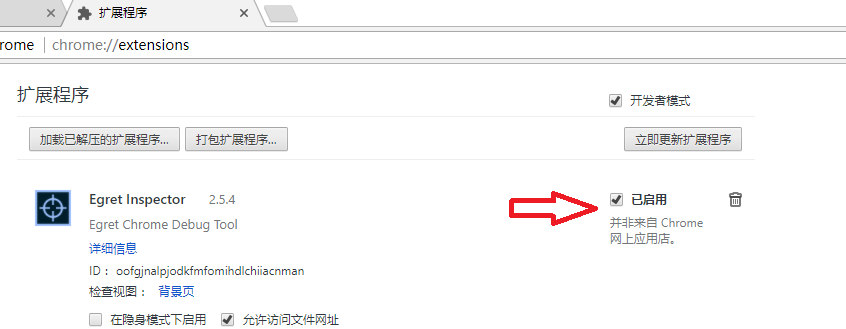 扩展程序
rome | chrome://extensions
扩展程序
开发者模式
加载已解压的扩展程序... 打包扩展程序... 立即更新扩展程序
Egret Inspector 2.5.4
已启用
Egret Chrome Debug Tool
并非来自 Chrome
网上应用店。
详细信息
ID： oofgjnalpjodkfmfomihdlchiiacnman
检查视图： 背景页
在隐身模式下启用 允许访问文件网址